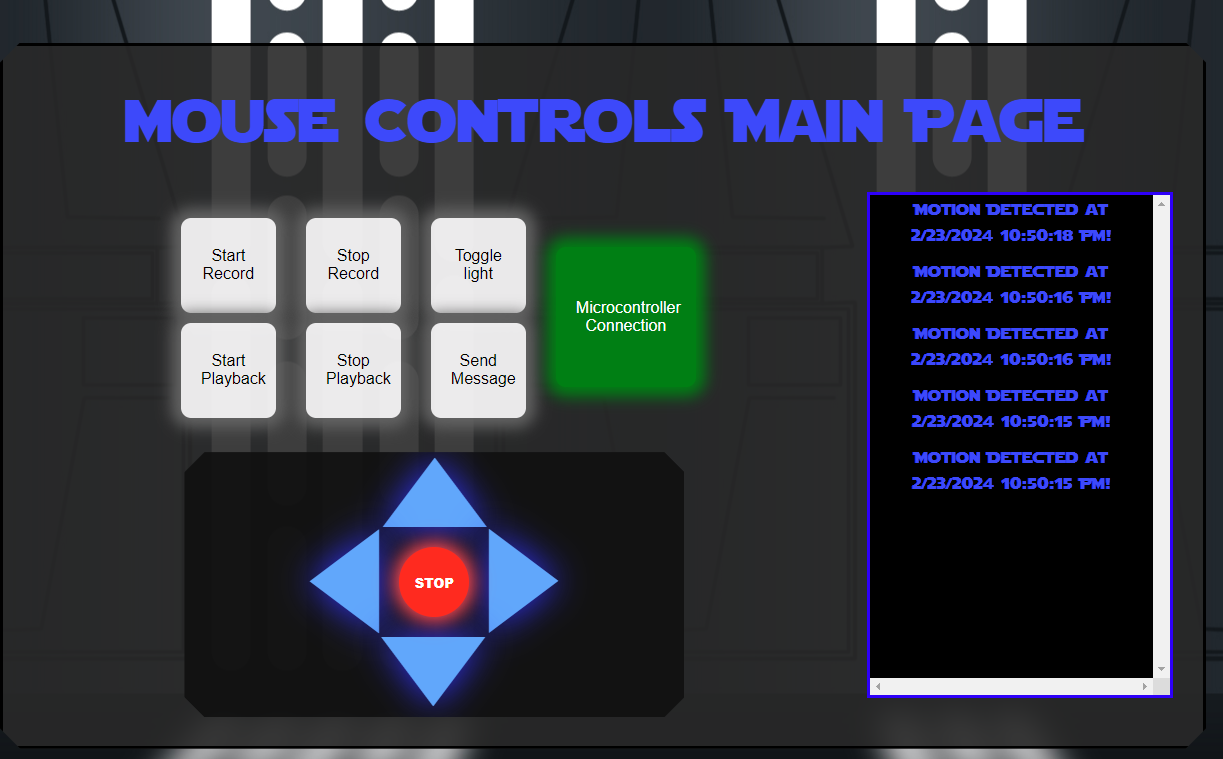 Mouse Controls Main Page
Start
Record
Stop
Record
Toggle
light
Start
Playback
Stop
Playback
Send
Message
Microcontroller
Connection
STOP
Motion Detected at
2/23/2024 10:50:18 PM!
Motion Detected at
2/23/2024 10:50:16 PM!
Motion Detected at
2/23/2024 10:50:16 PM!
Motion Detected at
2/23/2024 10:50:15 PM!
Motion Detected at
2/23/2024 10:50:15 PM!